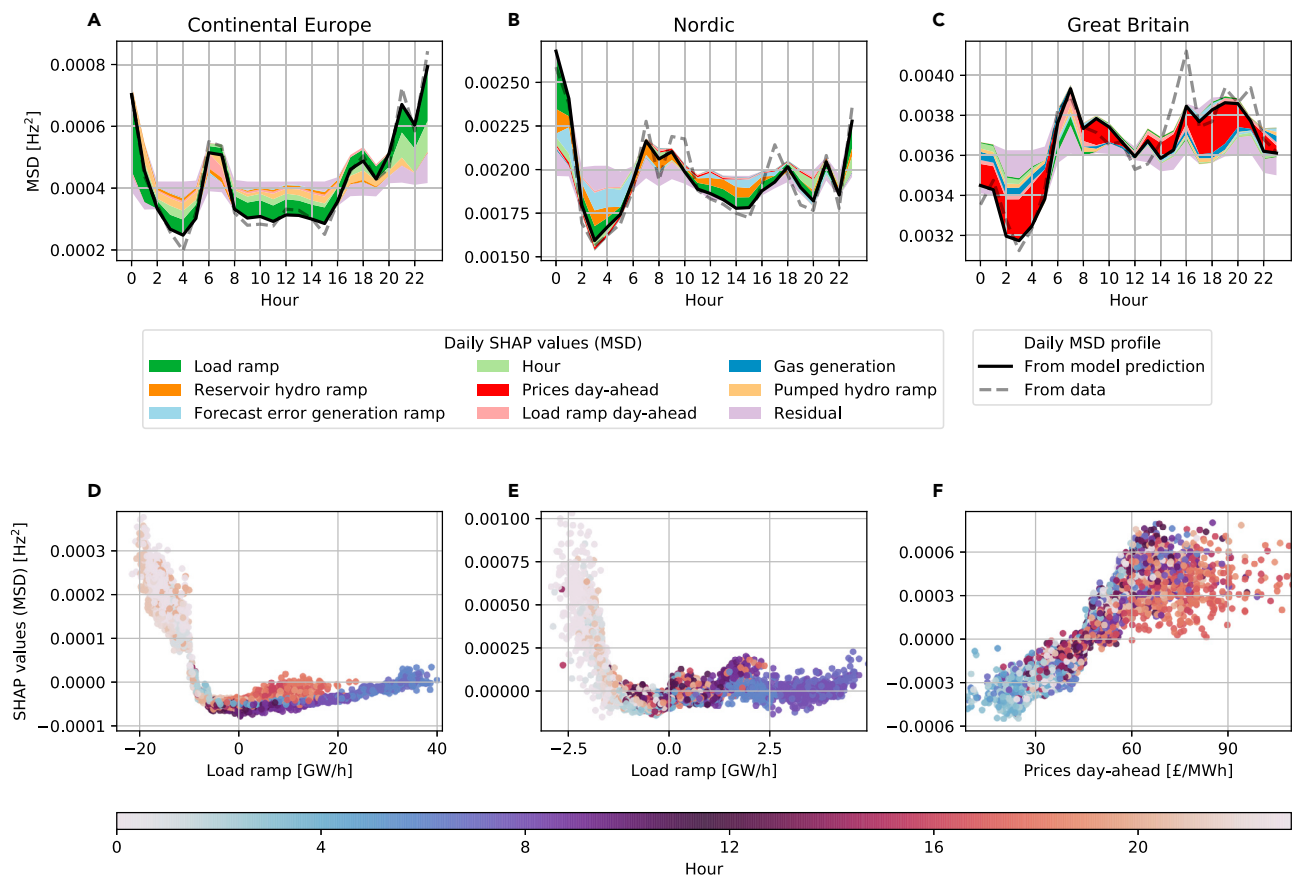 A Continental Europe
B Nordic
C Great Britain
MSD [Hz²]
0.0008
0.0006
0.0004
0.0002
0 2 4 6 8 10 12 14 16 18 20 22
Hour
0.00250
0.00225
0.00200
0.00175
0.00150
0 2 4 6 8 10 12 14 16 18 20 22
Hour
0.0040
0.0038
0.0036
0.0034
0.0032
0 2 4 6 8 10 12 14 16 18 20 22
Hour
Daily SHAP values (MSD)
Load ramp
Reservoir hydro ramp
Forecast error generation ramp
Hour
Prices day-ahead
Load ramp day-ahead
Gas generation
Pumped hydro ramp
Residual
Daily MSD profile
From model prediction
From data
D
SHAP values (MSD) [Hz²]
0.0003
0.0002
0.0001
0.0000
−0.0001
−20 0 20 40
Load ramp [GW/h]
E
0.00100
0.00075
0.00050
0.00025
0.00000
−2.5 0.0 2.5
Load ramp [GW/h]
F
0.0006
0.0003
0.0000
−0.0003
−0.0006
30 60 90
Prices day-ahead [£/MWh]
0 4 8 12 16 20
Hour